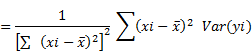 = 1 / [∑ (xi − x̄)²]² ∑(xi − x̄)² Var(yi)